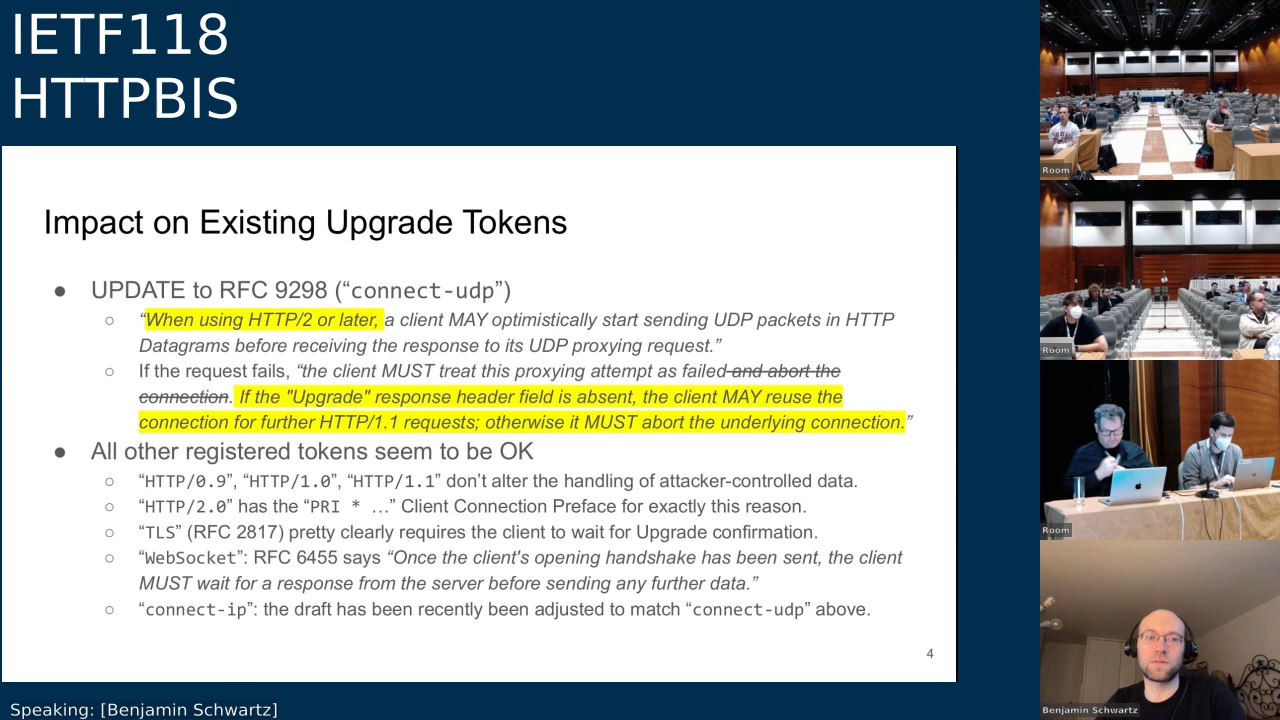 IETF118
HTTPBIS
Impact on Existing Upgrade Tokens
● UPDATE to RFC 9298 (“connect-udp”)
○ “When using HTTP/2 or later, a client MAY optimistically start sending UDP packets in HTTP
Datagrams before receiving the response to its UDP proxying request.”
○ If the request fails, “the client MUST treat this proxying attempt as failed and abort the
connection. If the "Upgrade" response header field is absent, the client MAY reuse the
connection for further HTTP/1.1 requests; otherwise it MUST abort the underlying connection.”
● All other registered tokens seem to be OK
○ “HTTP/0.9”, “HTTP/1.0”, “HTTP/1.1” don’t alter the handling of attacker-controlled data.
○ “HTTP/2.0” has the “PRI * …” Client Connection Preface for exactly this reason.
○ “TLS” (RFC 2817) pretty clearly requires the client to wait for Upgrade confirmation.
○ “WebSocket”: RFC 6455 says “Once the client's opening handshake has been sent, the client
MUST wait for a response from the server before sending any further data.”
○ “connect-ip”: the draft has been recently been adjusted to match “connect-udp” above.
4
Speaking: [Benjamin Schwartz]
Room
Room
Room
Benjamin Schwartz